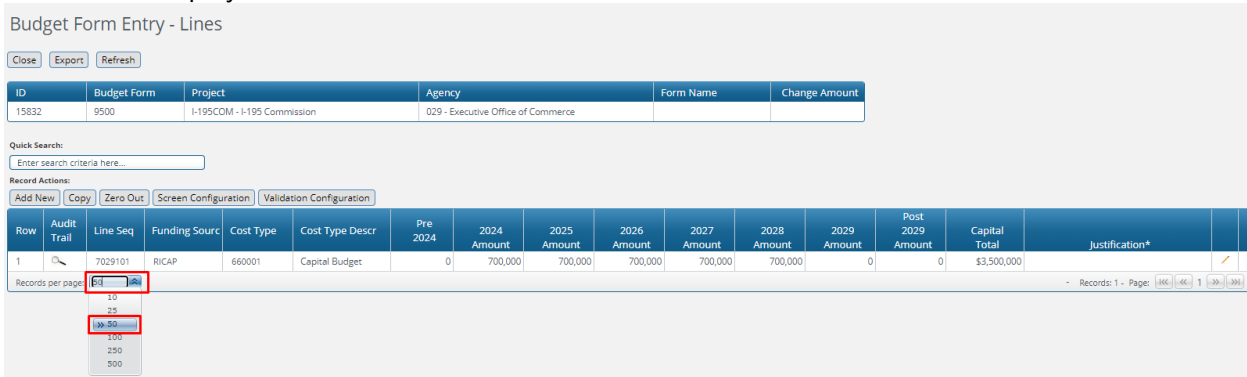 Budget Form Entry - Lines
Close Export Refresh
ID Budget Form Project Agency Form Name Change Amount
15832 9500 I-195COM - I-195 Commission 029 - Executive Office of Commerce
Quick Search:
Enter search criteria here...
Record Actions:
Add New Copy Zero Out Screen Configuration Validation Configuration
Row Audit Trail Line Seq Funding Sourc Cost Type Cost Type Descr Pre 2024 2024 Amount 2025 Amount 2026 Amount 2027 Amount 2028 Amount 2029 Amount Post 2029 Amount Capital Total Justification*
1 7029101 RICAP 660001 Capital Budget 0 700,000 700,000 700,000 700,000 700,000 0 0 $3,500,000
Records per page: 50 - Records: 1 - Page: 1
10
25
50
100
250
500